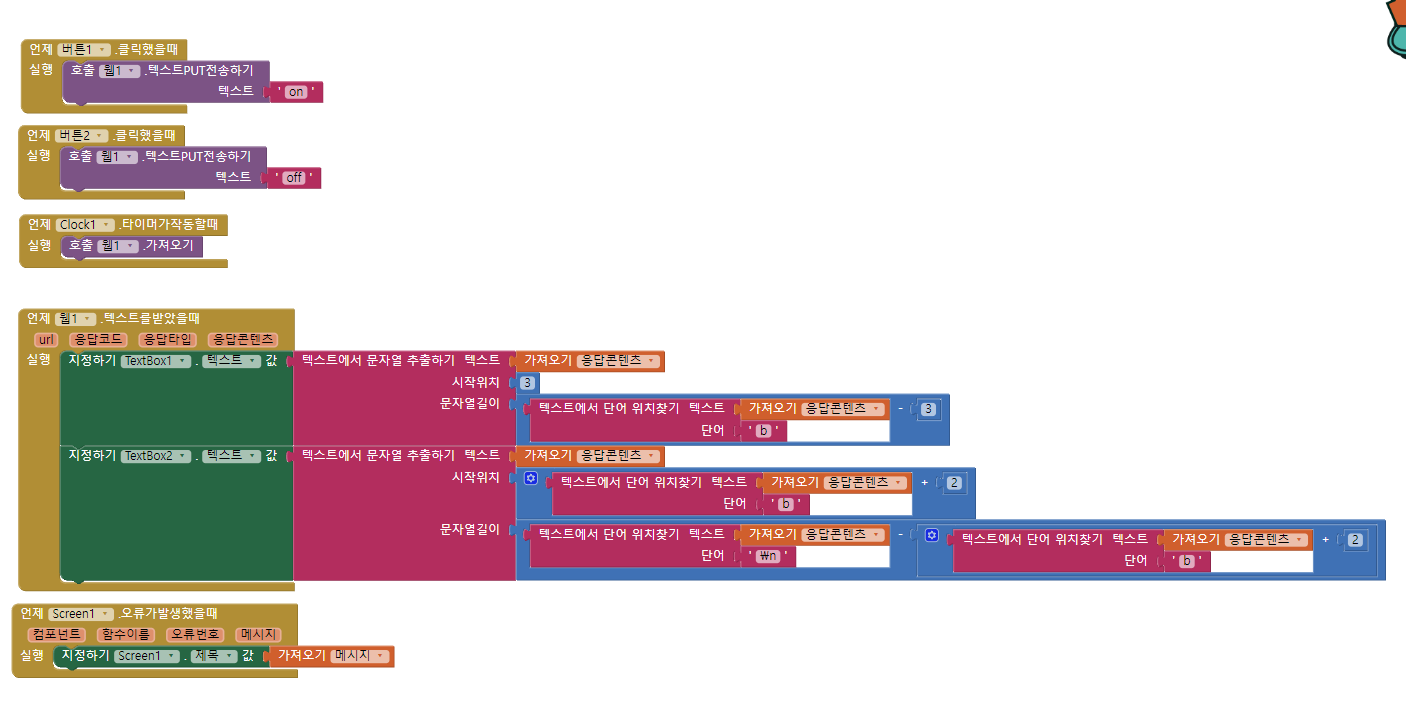 언제 버튼1 .클릭했을때
실행 호출 웹1 .텍스트PUT전송하기
텍스트 ' on '
언제 버튼2 .클릭했을때
실행 호출 웹1 .텍스트PUT전송하기
텍스트 ' off '
언제 Clock1 .타이머가작동할때
실행 호출 웹1 .가져오기
언제 웹1 .텍스트를받았을때
url 응답코드 응답타입 응답콘텐츠
실행 지정하기 TextBox1 . 텍스트 값 텍스트에서 문자열 추출하기 텍스트 가져오기 응답콘텐츠
시작위치 3
문자열길이 텍스트에서 단어 위치찾기 텍스트 가져오기 응답콘텐츠 - 3
단어 ' b '
지정하기 TextBox2 . 텍스트 값 텍스트에서 문자열 추출하기 텍스트 가져오기 응답콘텐츠
시작위치 텍스트에서 단어 위치찾기 텍스트 가져오기 응답콘텐츠 + 2
단어 ' b '
문자열길이 텍스트에서 단어 위치찾기 텍스트 가져오기 응답콘텐츠 - 텍스트에서 단어 위치찾기 텍스트 가져오기 응답콘텐츠 + 2
단어 ' ₩n ' 단어 ' b '
언제 Screen1 .오류가발생했을때
컴포넌트 함수이름 오류번호 메시지
실행 지정하기 Screen1 . 제목 값 가져오기 메시지